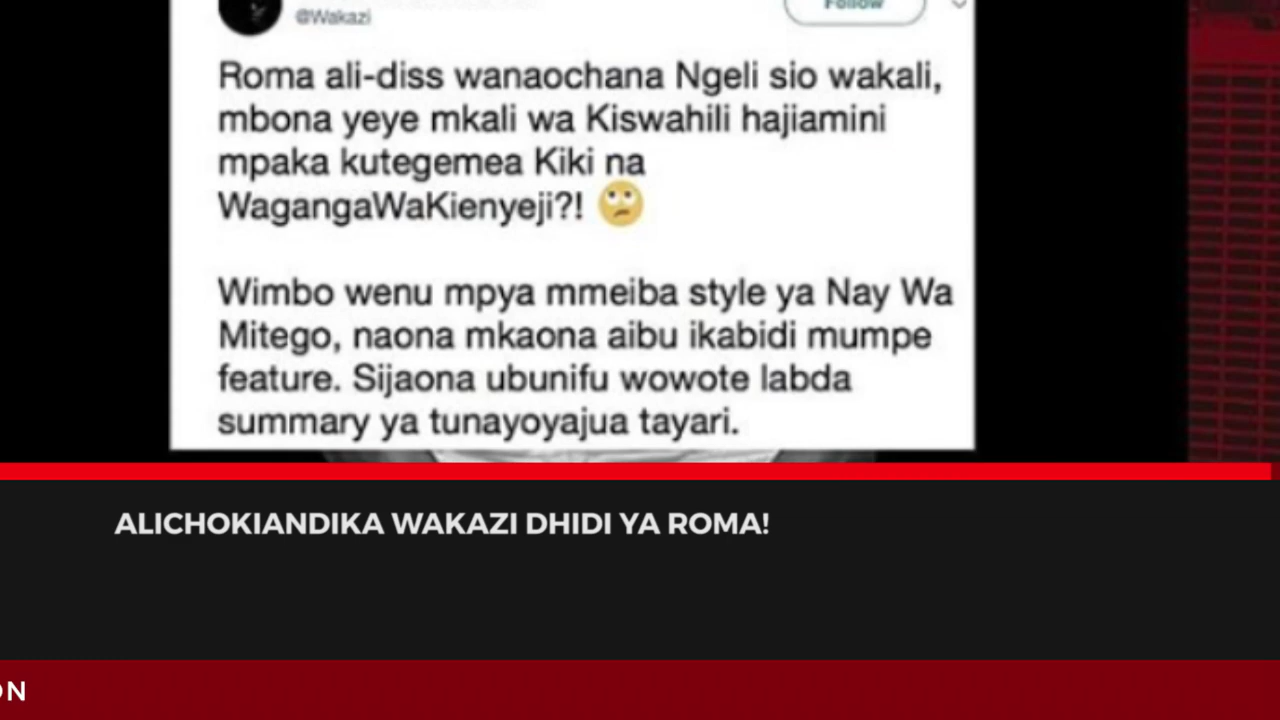 @Wakazi
Follow
Roma ali-diss wanaochana Ngeli sio wakali,
mbona yeye mkali wa Kiswahili hajiamini
mpaka kutegemea Kiki na
WagangaWaKienyeji?! 🙄
Wimbo wenu mpya mmeiba style ya Nay Wa
Mitego, naona mkaona aibu ikabidi mumpe
feature. Sijaona ubunifu wowote labda
summary ya tunayoyajua tayari.
ALICHOKIANDIKA WAKAZI DHIDI YA ROMA!
ON